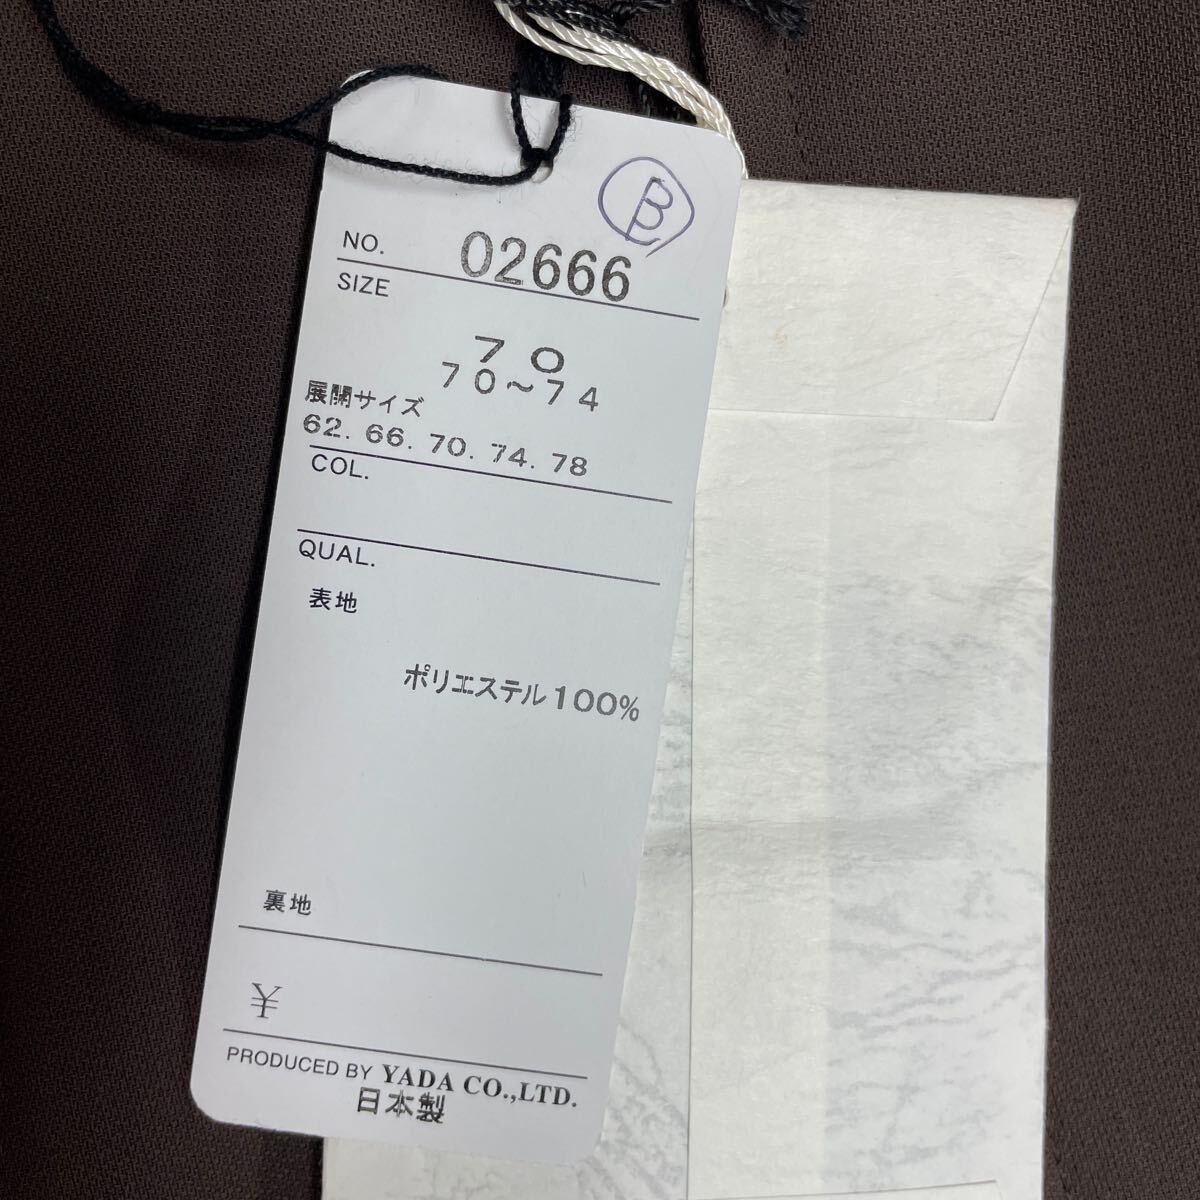 B
NO. 02666
SIZE
70
70～74
展開サイズ
62. 66. 70. 74. 78
COL.
QUAL.
表地
ポリエステル100%
裏地
¥
PRODUCED BY YADA CO.,LTD.
日本製